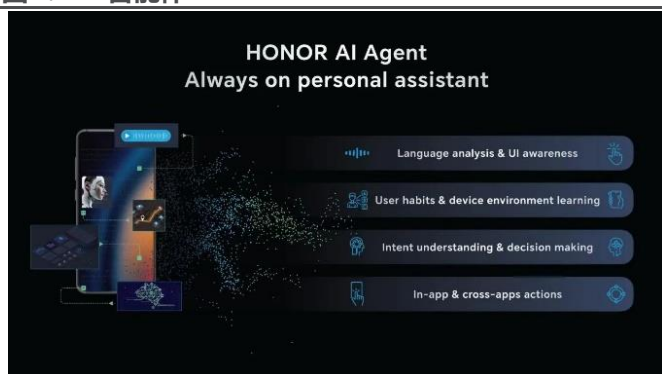 HONOR AI Agent
Always on personal assistant
Language analysis & UI awareness
User habits & device environment learning
Intent understanding & decision making
In-app & cross-apps actions